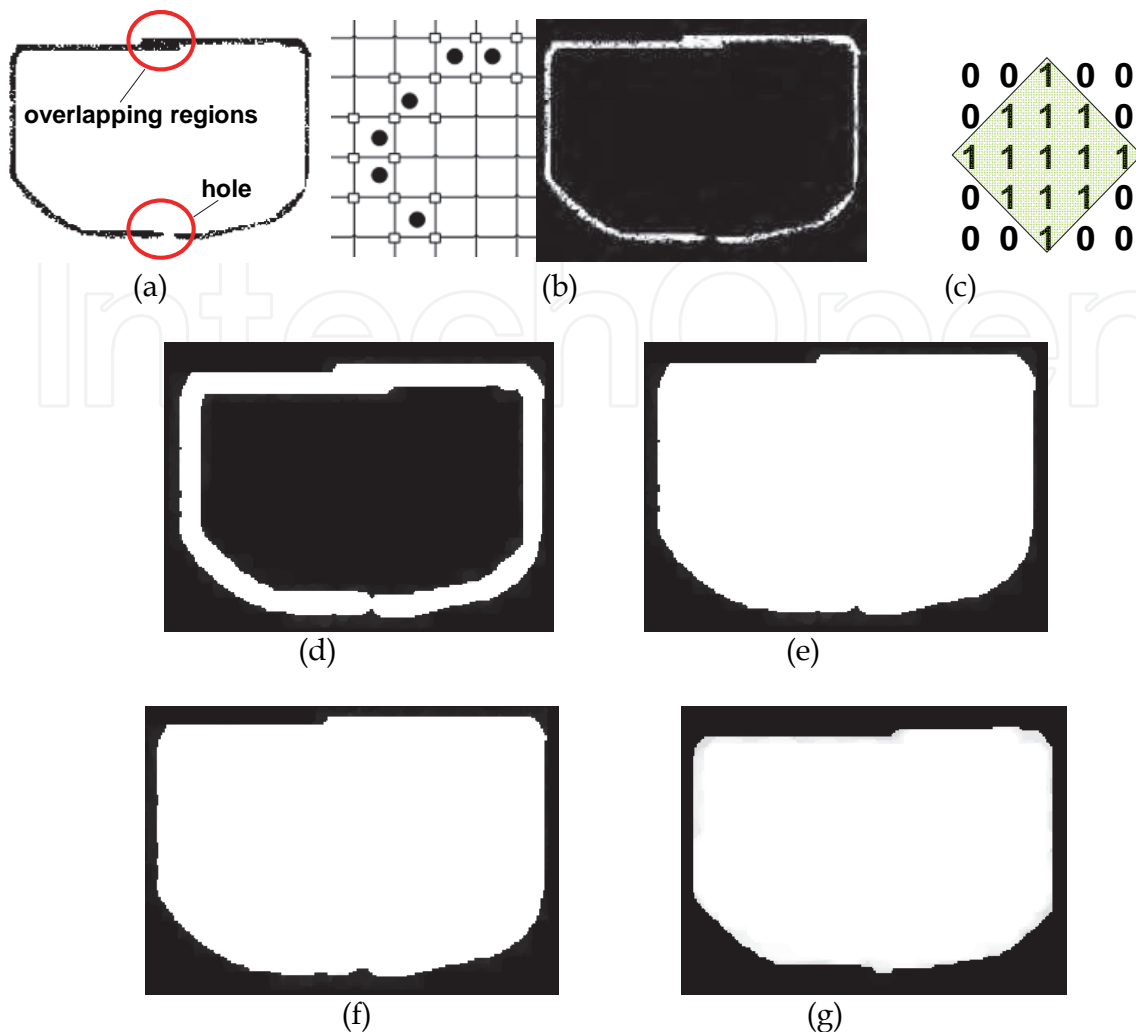 overlapping regions
hole
0 0 1 0 0
0 1 1 1 0
1 1 1 1 1
0 1 1 1 0
0 0 1 0 0
(a)
(b)
(c)
IntechOpen
(d)
(e)
(f)
(g)